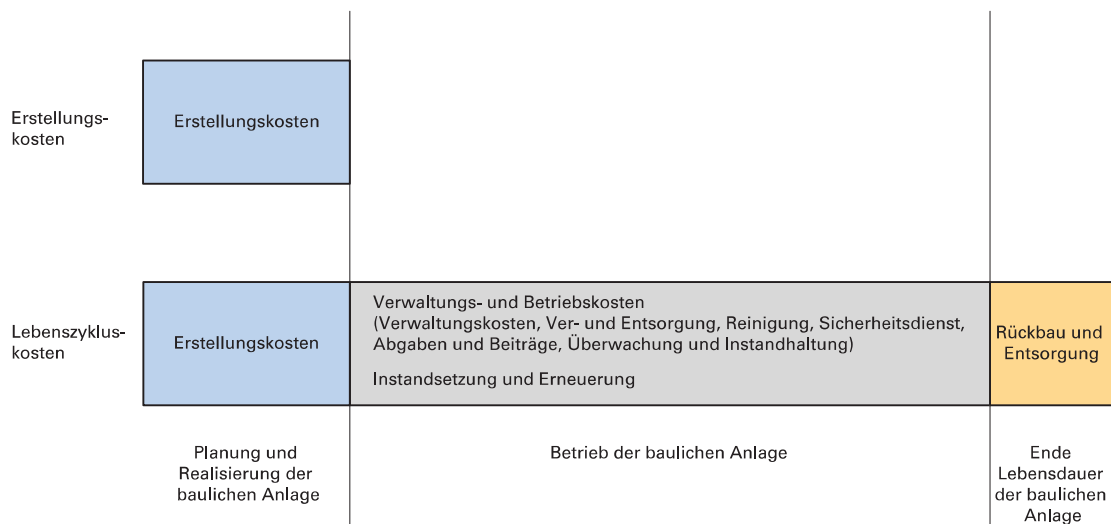 Erstellungs-
kosten
Erstellungskosten
Lebenszyklus-
kosten
Erstellungskosten
Verwaltungs- und Betriebskosten
(Verwaltungskosten, Ver- und Entsorgung, Reinigung, Sicherheitsdienst,
Abgaben und Beiträge, Überwachung und Instandhaltung)
Instandsetzung und Erneuerung
Rückbau und
Entsorgung
Planung und
Realisierung der
baulichen Anlage
Betrieb der baulichen Anlage
Ende
Lebensdauer
der baulichen
Anlage